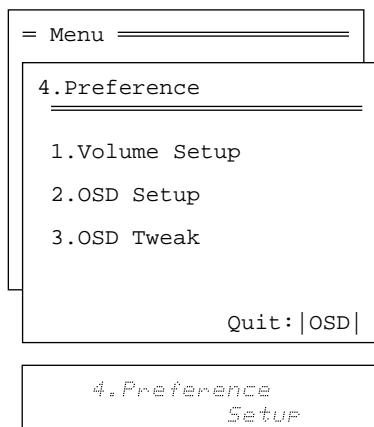 = Menu
4.Preference
1.Volume Setup
2.OSD Setup
3.OSD Tweak
Quit:|OSD|
4.Preference
Setup